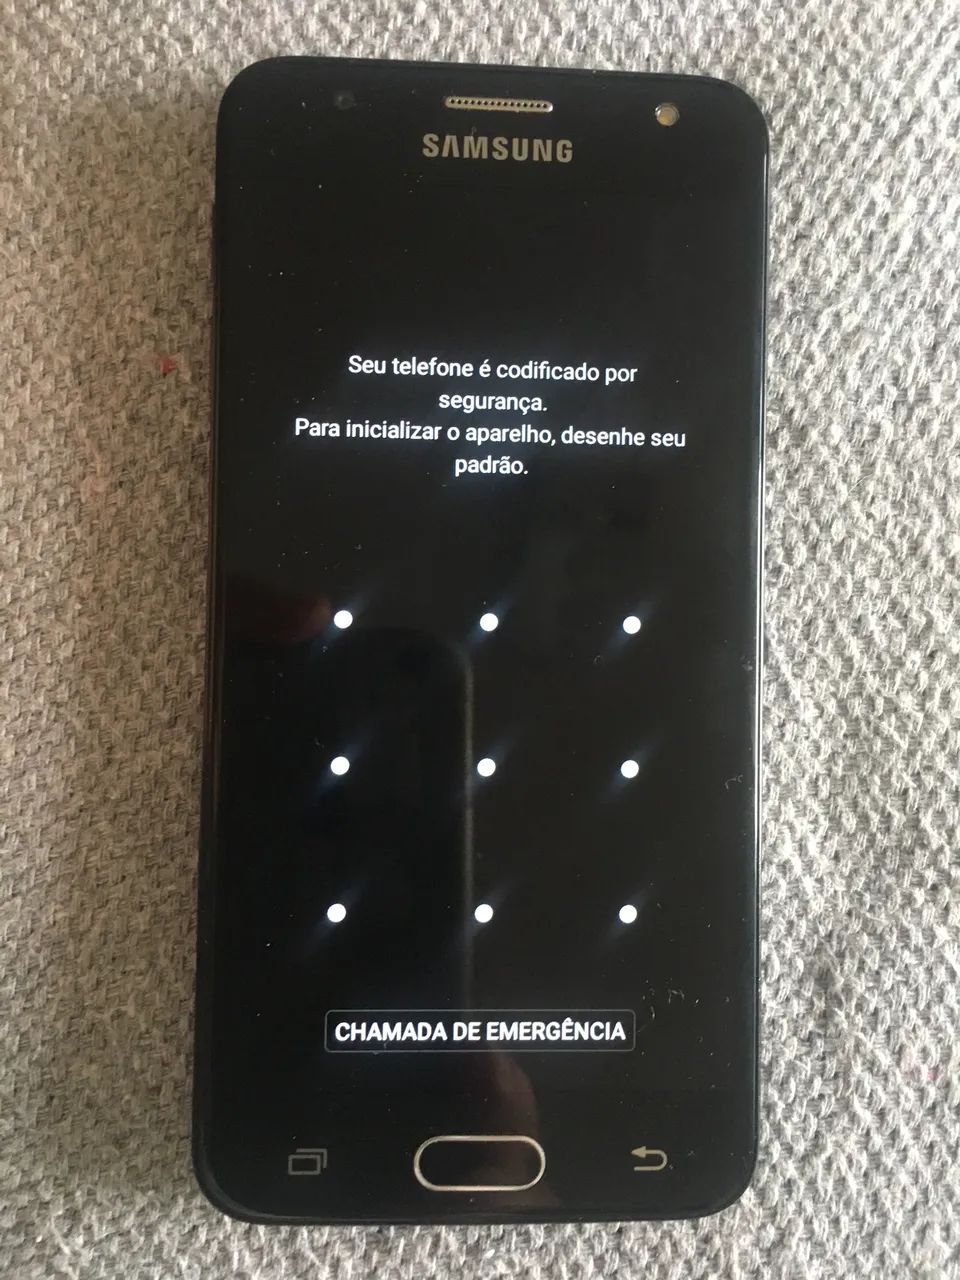 SAMSUNG
Seu telefone é codificado por
segurança.
Para inicializar o aparelho, desenhe seu
padrão.
CHAMADA DE EMERGÊNCIA